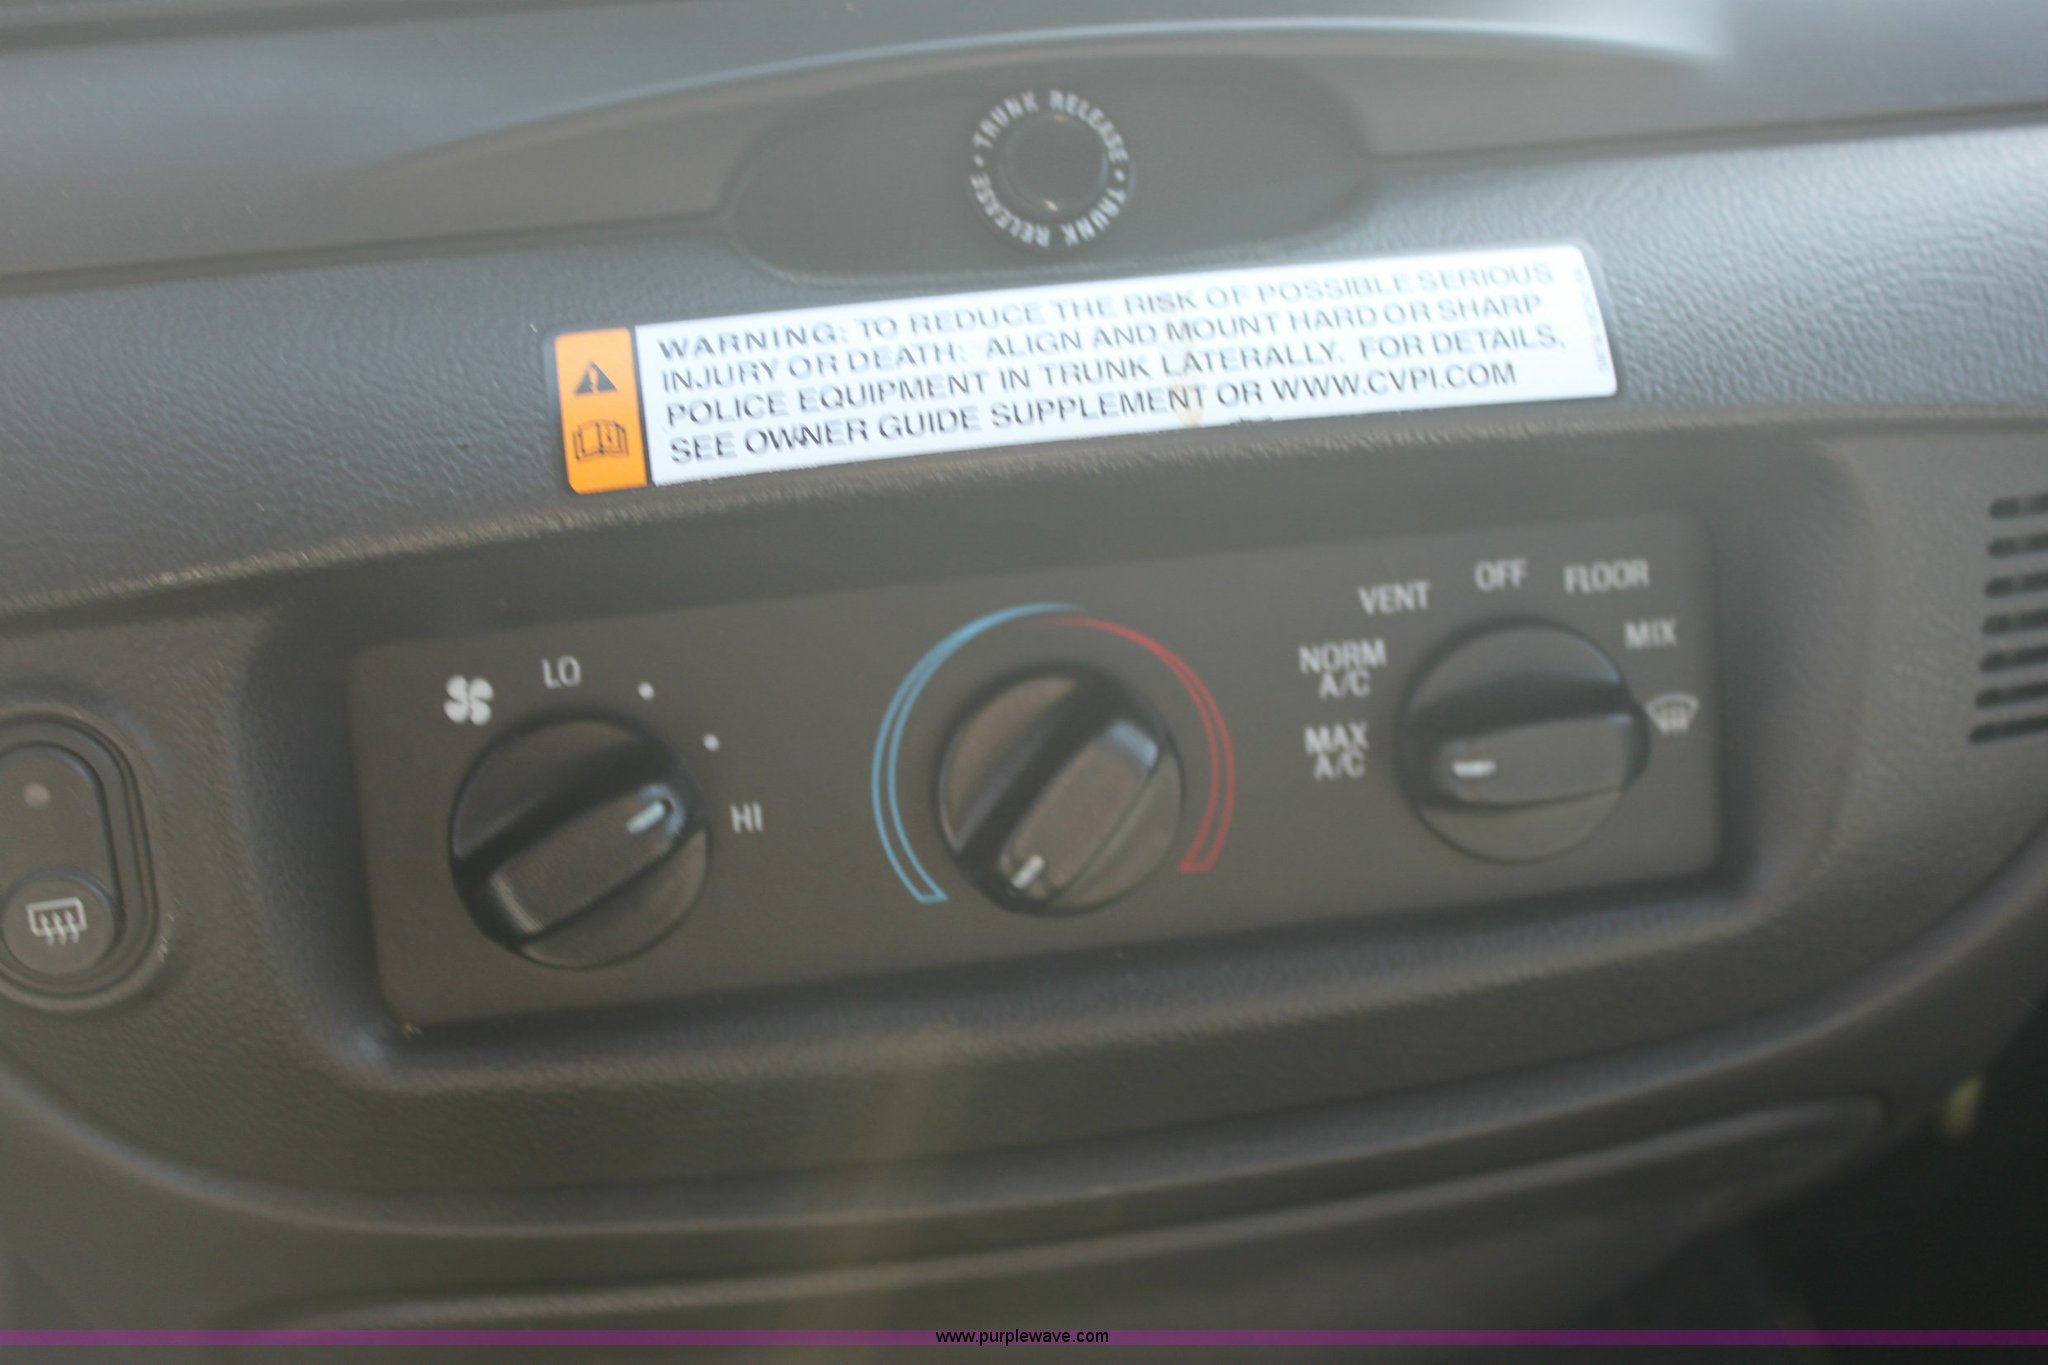 TRUNK RELEASE • TRUNK RELEASE •
WARNING: TO REDUCE THE RISK OF POSSIBLE SERIOUS
INJURY OR DEATH: ALIGN AND MOUNT HARD OR SHARP
POLICE EQUIPMENT IN TRUNK LATERALLY. FOR DETAILS,
SEE OWNER GUIDE SUPPLEMENT OR WWW.CVPI.COM
LO
HI
VENT
OFF
FLOOR
NORM
A/C
MIX
MAX
A/C
www.purplewave.com